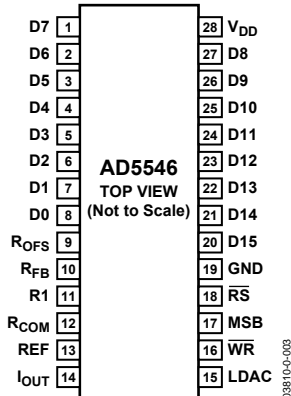 D7 1 28 VDD
D6 2 27 D8
D5 3 26 D9
D4 4 25 D10
D3 5 24 D11
D2 6 23 D12
D1 7 22 D13
D0 8 21 D14
ROFS 9 20 D15
RFB 10 19 GND
R1 11 18 R̅S̅
RCOM 12 17 MSB
REF 13 16 W̅R̅
IOUT 14 15 LDAC
AD5546
TOP VIEW
(Not to Scale)
03810-0-003